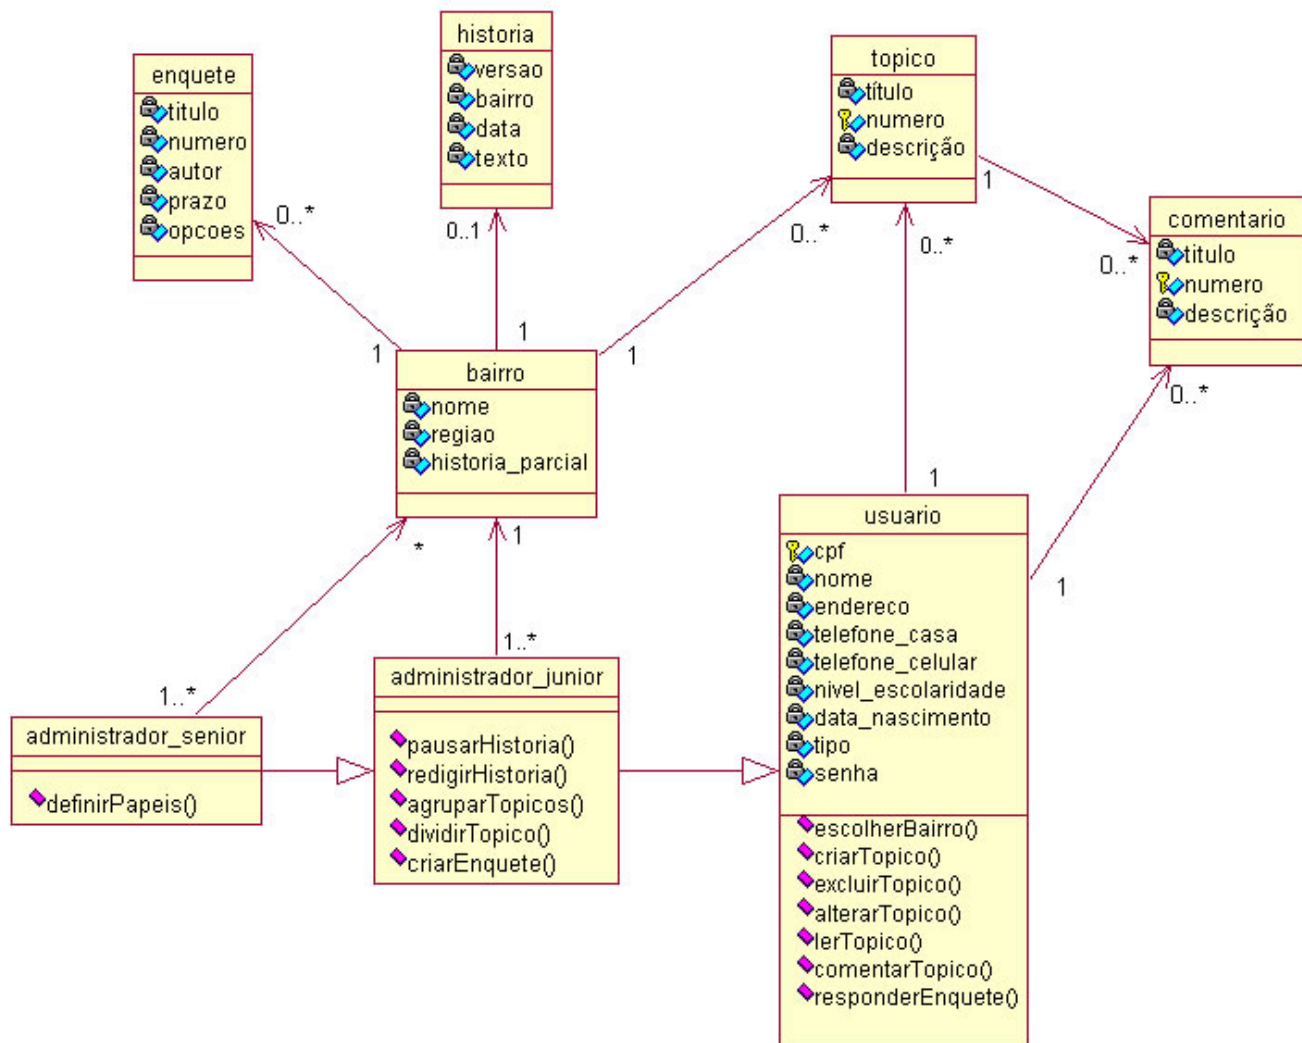 enquete
titulo
numero
autor
prazo
opcoes
0..*
historia
versao
bairro
data
texto
0..1
topico
título
numero
descrição
0..*
0..*
1
comentario
titulo
numero
descrição
0..*
0..*
1
1
1
bairro
nome
regiao
historia_parcial
*
1
1
usuario
cpf
nome
endereco
telefone_casa
telefone_celular
nivel_escolaridade
data_nascimento
tipo
senha
escolherBairro()
criarTopico()
excluirTopico()
alterarTopico()
lerTopico()
comentarTopico()
responderEnquete()
1
1..*
administrador_junior
pausarHistoria()
redigirHistoria()
agruparTopicos()
dividirTopico()
criarEnquete()
1..*
administrador_senior
definirPapeis()